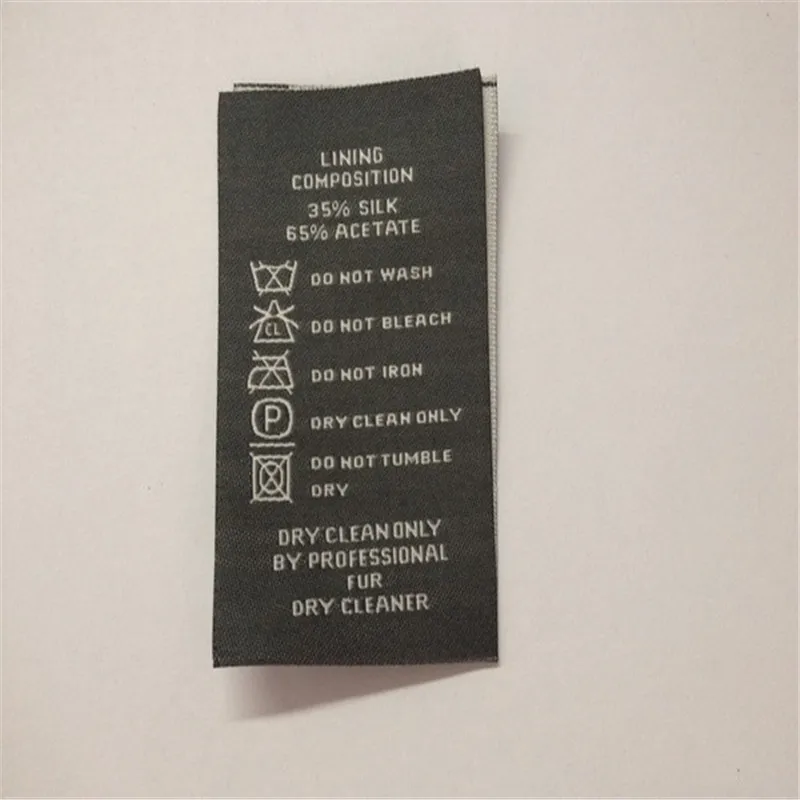 LINING
COMPOSITION
35% SILK
65% ACETATE
DO NOT WASH
CL
DO NOT BLEACH
DO NOT IRON
P
DRY CLEAN ONLY
DO NOT TUMBLE
DRY
DRY CLEAN ONLY
BY PROFESSIONAL
FUR
DRY CLEANER